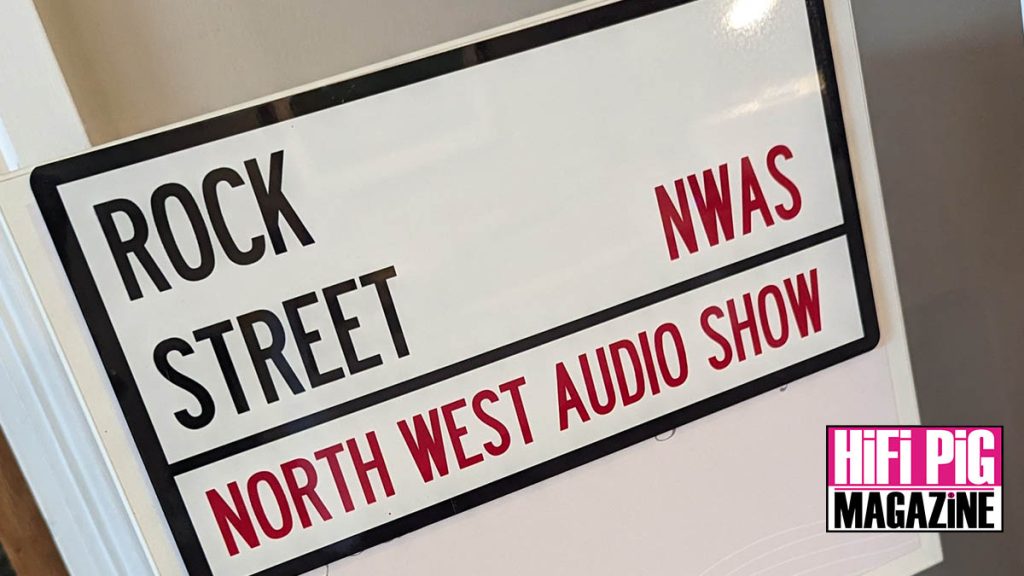 ROCK
STREET
NWAS
NORTH WEST AUDIO SHOW
HiFi PiG
MAGAZiNE